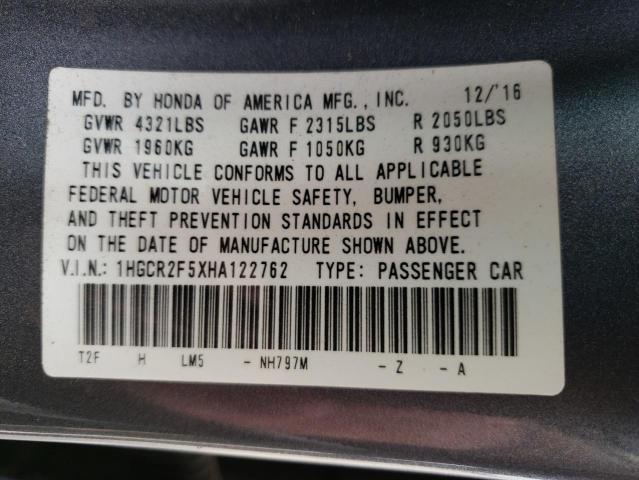 MFD. BY HONDA OF AMERICA MFG., INC. 12/'16
GVWR 4321LBS GAWR F 2315LBS R 2050LBS
GVWR 1960KG GAWR F 1050KG R 930KG
THIS VEHICLE CONFORMS TO ALL APPLICABLE
FEDERAL MOTOR VEHICLE SAFETY, BUMPER,
AND THEFT PREVENTION STANDARDS IN EFFECT
ON THE DATE OF MANUFACTURE SHOWN ABOVE.
V.I.N.: 1HGCR2F5XHA122762 TYPE: PASSENGER CAR
T2F H LM5 - NH797M - Z - A